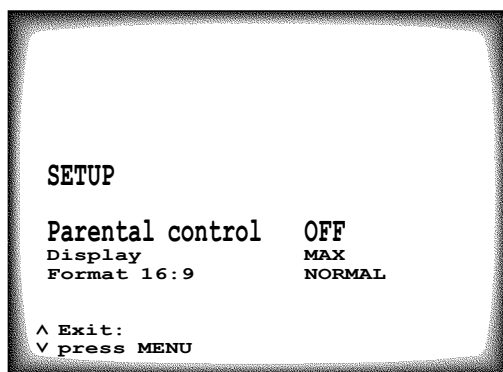 SETUP
Parental control OFF
Display MAX
Format 16:9 NORMAL
∧ Exit:
∨ press MENU